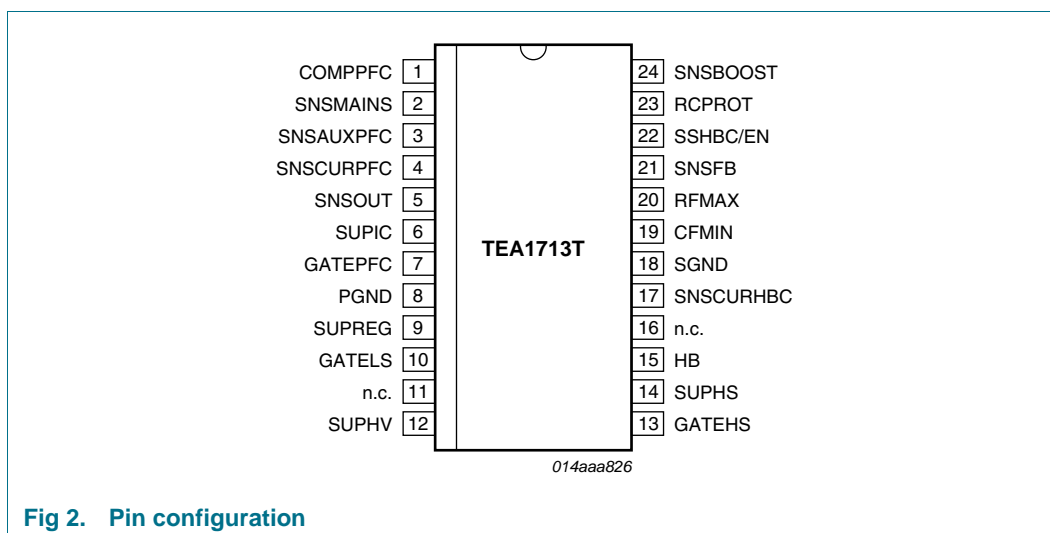 COMPPFC 1
SNSMAINS 2
SNSAUXPFC 3
SNSCURPFC 4
SNSOUT 5
SUPIC 6
GATEPFC 7
PGND 8
SUPREG 9
GATELS 10
n.c. 11
SUPHV 12
TEA1713T
24 SNSBOOST
23 RCPROT
22 SSHBC/EN
21 SNSFB
20 RFMAX
19 CFMIN
18 SGND
17 SNSCURHBC
16 n.c.
15 HB
14 SUPHS
13 GATEHS
014aaa826
Fig 2. Pin configuration